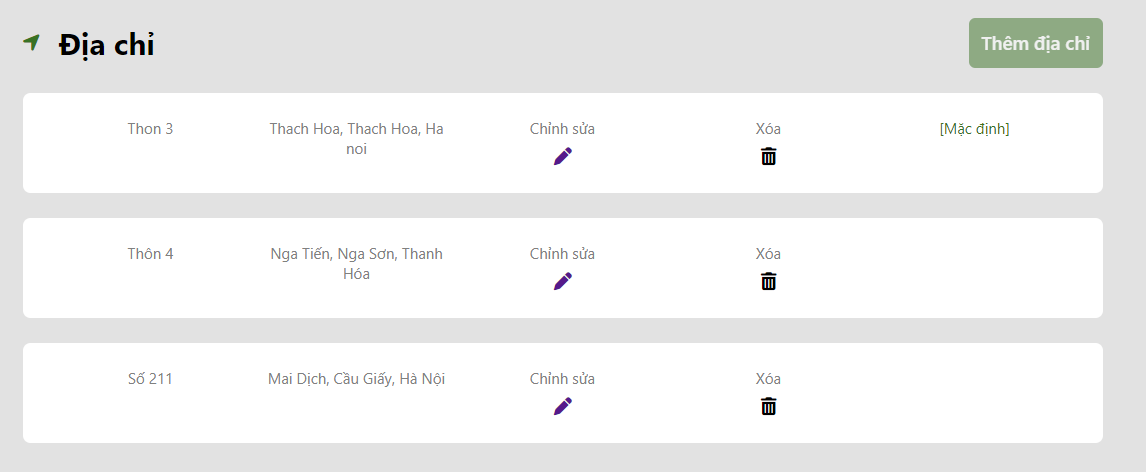 Địa chỉ
Thêm địa chỉ
Thon 3
Thach Hoa, Thach Hoa, Ha
noi
Chỉnh sửa
Xóa
[Mặc định]
Thôn 4
Nga Tiến, Nga Sơn, Thanh
Hóa
Chỉnh sửa
Xóa
Số 211
Mai Dịch, Cầu Giấy, Hà Nội
Chỉnh sửa
Xóa